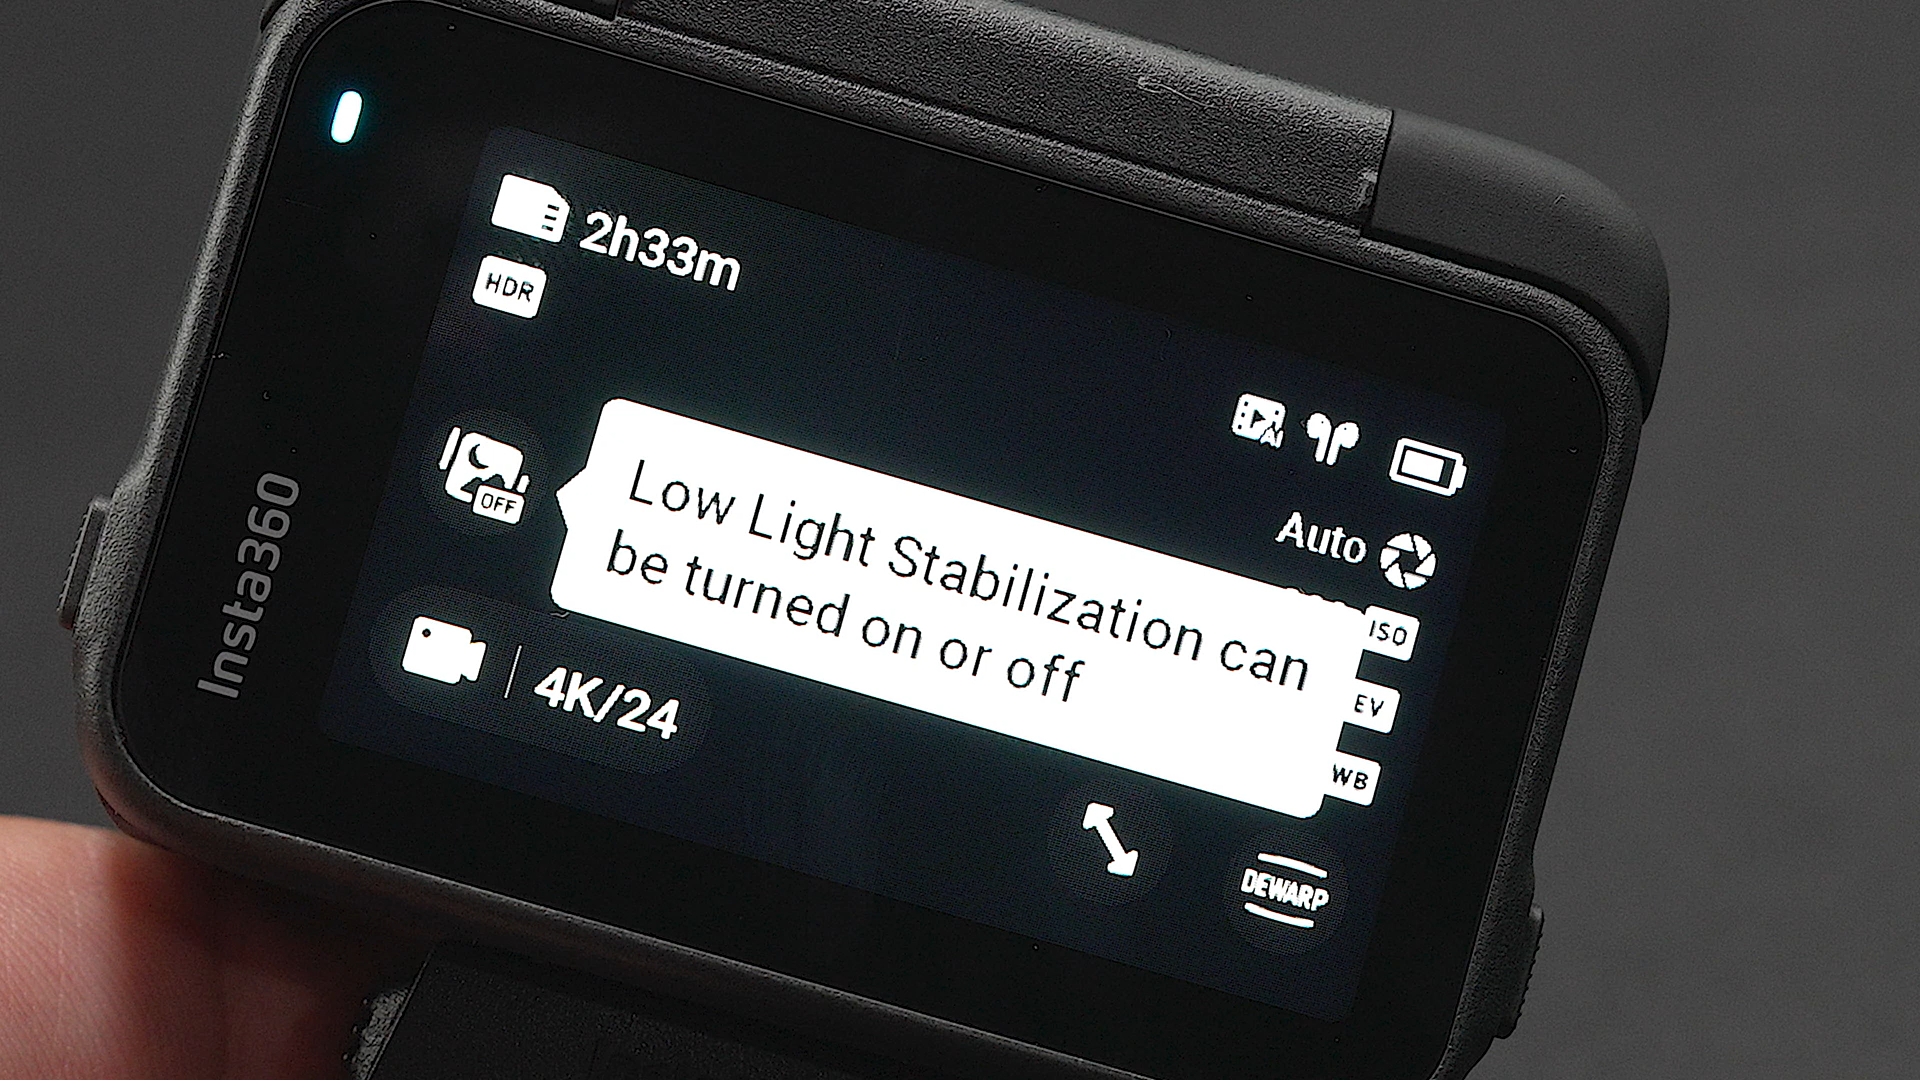 2h33m
HDR
AI
Auto
OFF
Low Light Stabilization can
be turned on or off
ISO
EV
WB
4K/24
DEWARP
Insta360